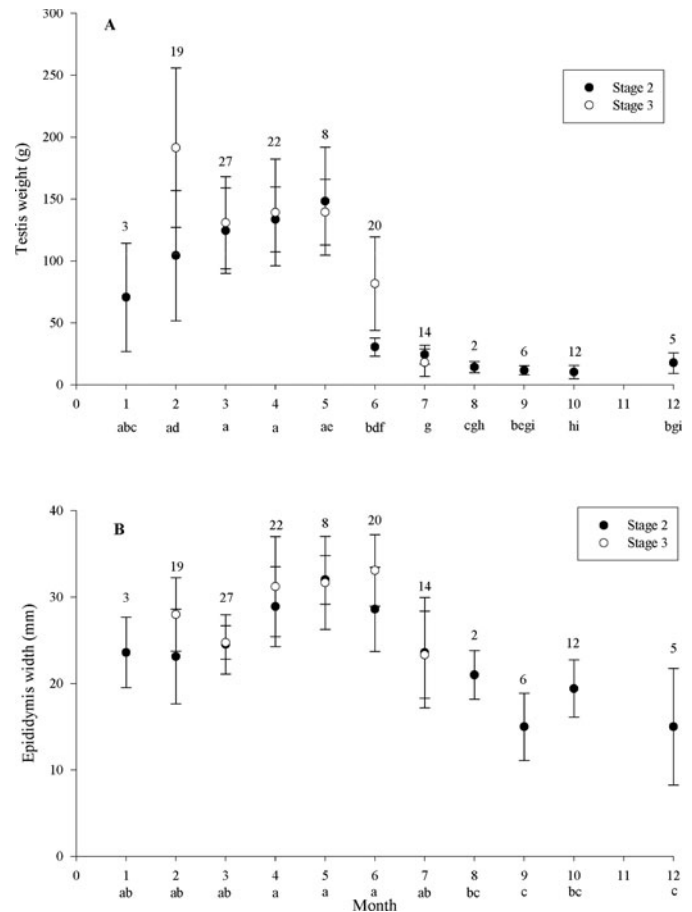 A
Testis weight (g)
300
250
200
150
100
50
0
3
19
27
22
8
20
14
2
6
12
5
Stage 2
Stage 3
0 1 2 3 4 5 6 7 8 9 10 11 12
abc ad a a ae bdf g cgh begi hi bgi
B
Epididymis width (mm)
40
30
20
10
0
3
19
27
22
8
20
14
2
6
12
5
Stage 2
Stage 3
0 1 2 3 4 5 6 7 8 9 10 11 12
ab ab ab a a a ab bc c bc c
Month